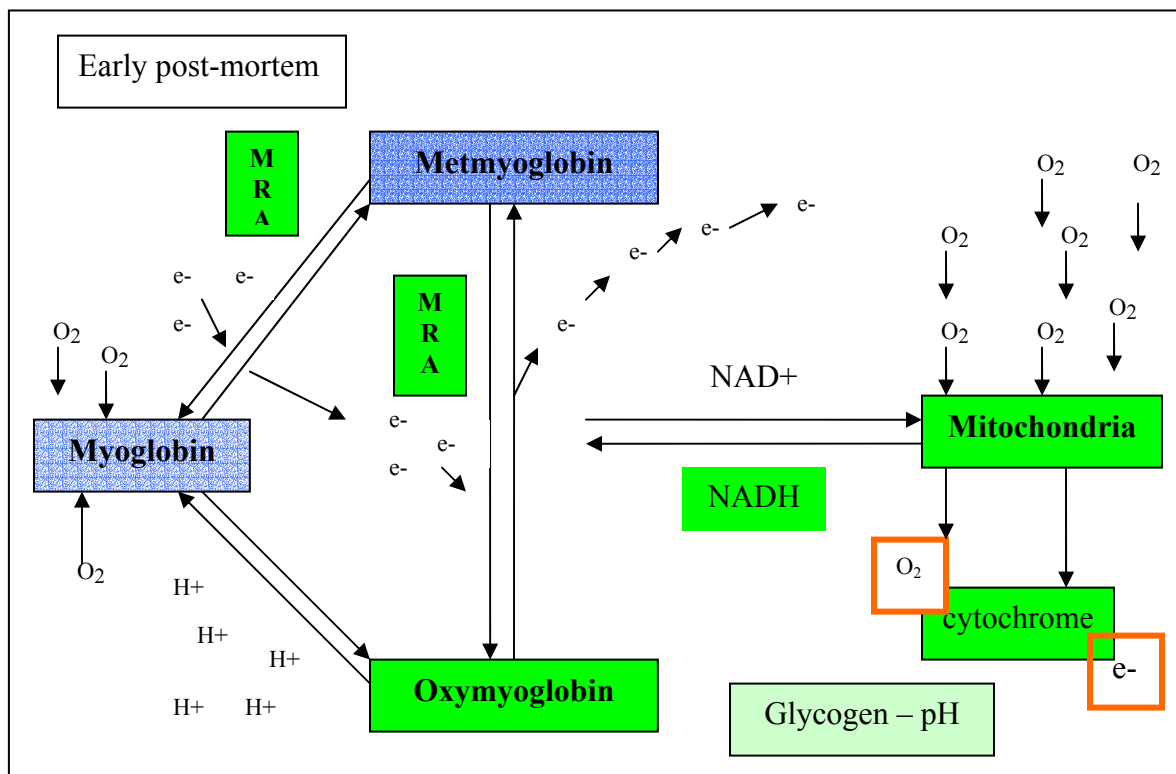 Early post-mortem
M
R
A
Metmyoglobin
O₂
O₂
e-
e-
e-
O₂
O₂
e-
e-
e-
M
R
A
e-
e-
O₂
O₂
O₂
O₂
O₂
O₂
NAD+
e-
e-
e-
Myoglobin
Mitochondria
NADH
O₂
O₂
H+
H+
H+
H+
H+
cytochrome
e-
Oxymyoglobin
Glycogen – pH